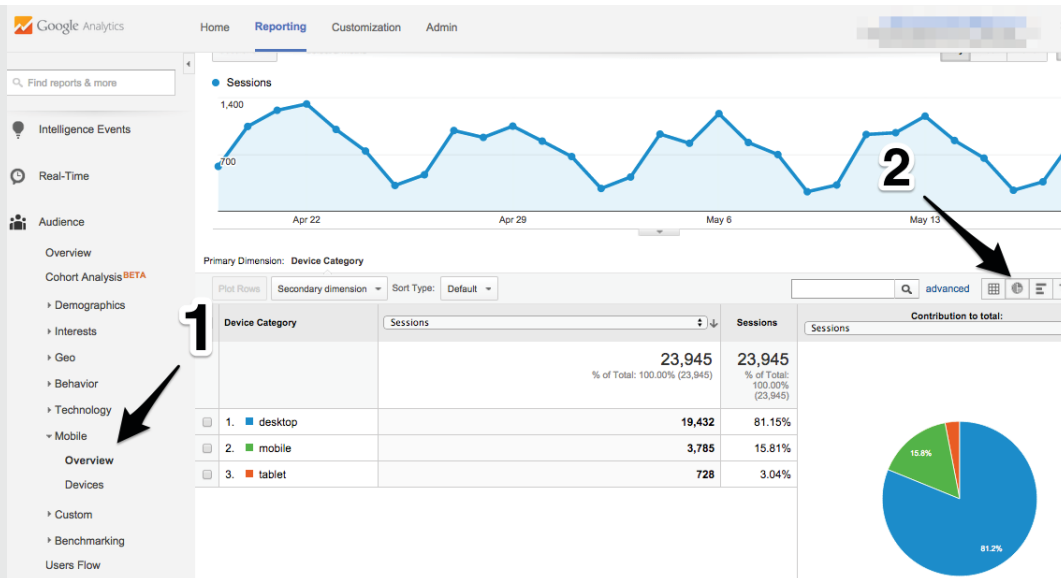 Google Analytics
Home Reporting Customization Admin
Find reports & more
Intelligence Events
Real-Time
Audience
Overview
Cohort Analysis BETA
Demographics
Interests
Geo
Behavior
Technology
Mobile
Overview
Devices
Custom
Benchmarking
Users Flow
1
Sessions
1,400
700
Apr 22 Apr 29 May 6 May 13
2
Primary Dimension: Device Category
Plot Rows Secondary dimension Sort Type: Default advanced
Device Category Sessions Sessions Contribution to total:
Sessions
23,945 23,945
% of Total: 100.00% (23,945) % of Total:
100.00%
(23,945)
1. desktop 19,432 81.15%
2. mobile 3,785 15.81%
3. tablet 728 3.04%
15.8%
81.2%